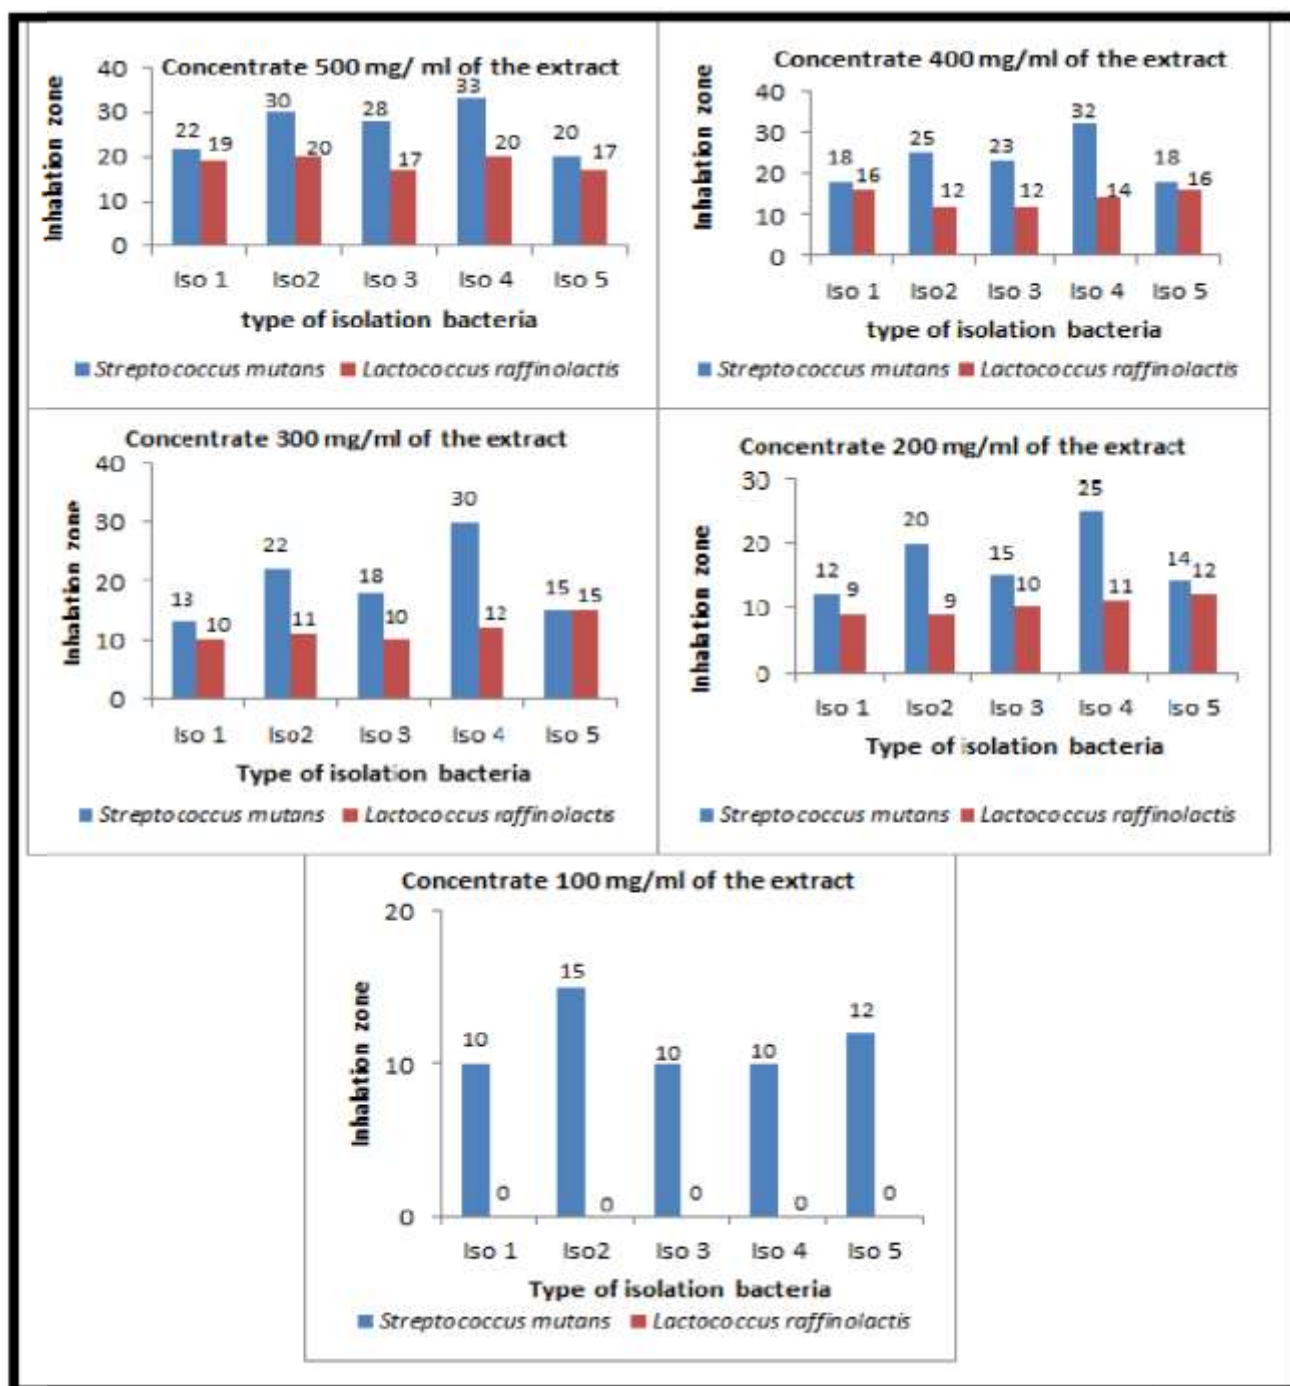 Concentrate 500 mg/ ml of the extract
Inhalation zone
40
30
20
10
0
22 19 30 20 28 17 33 20 20 17
Iso 1 Iso2 Iso 3 Iso 4 Iso 5
type of isolation bacteria
Streptococcus mutans Lactococcus raffinolactis
Concentrate 400 mg/ml of the extract
Inhalation zone
40
30
20
10
0
18 16 25 12 23 12 32 14 18 16
Iso 1 Iso2 Iso 3 Iso 4 Iso 5
type of isolation bacteria
Streptococcus mutans Lactococcus raffinolactis
Concentrate 300 mg/ml of the extract
Inhalation zone
40
30
20
10
0
13 10 22 11 18 10 30 12 15 15
Iso 1 Iso2 Iso 3 Iso 4 Iso 5
Type of isolation bacteria
Streptococcus mutans Lactococcus raffinolactis
Concentrate 200 mg/ml of the extract
Inhalation zone
30
20
10
0
12 9 20 9 15 10 25 11 14 12
Iso 1 Iso2 Iso 3 Iso 4 Iso 5
Type of isolation bacteria
Streptococcus mutans Lactococcus raffinolactis
Concentrate 100 mg/ml of the extract
Inhalation zone
20
10
0
10 0 15 0 10 0 10 0 12 0
Iso 1 Iso2 Iso 3 Iso 4 Iso 5
Type of isolation bacteria
Streptococcus mutans Lactococcus raffinolactis